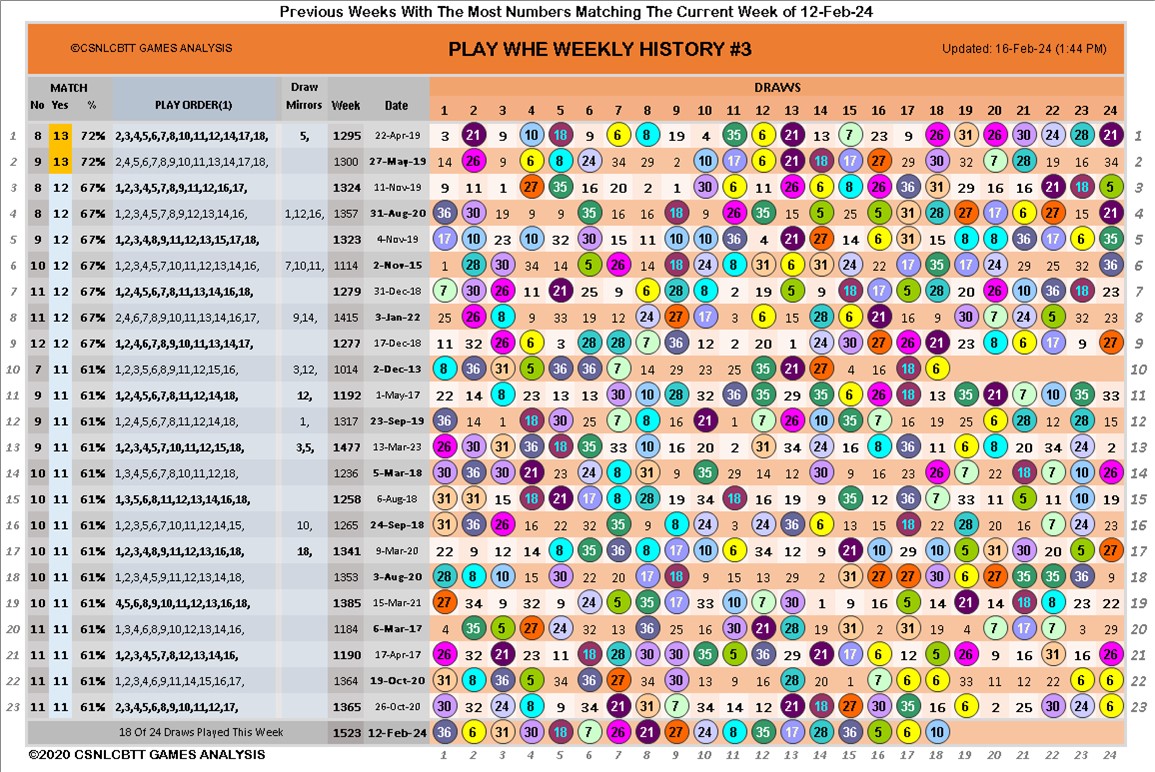 Previous Weeks With The Most Numbers Matching The Current Week of 12-Feb-24
©CSNLCBTT GAMES ANALYSIS PLAY WHE WEEKLY HISTORY #3 Updated: 16-Feb-24 (1:44 PM)
MATCH Draw DRAWS
No Yes % PLAY ORDER(1) Mirrors Week Date 1 2 3 4 5 6 7 8 9 10 11 12 13 14 15 16 17 18 19 20 21 22 23 24
1 8 13 72% 2,3,4,5,6,7,8,10,11,12,14,17,18, 5, 1295 22-Apr-19 3 21 9 10 18 9 6 8 19 4 35 6 21 13 7 23 9 26 31 26 30 24 28 21 1
2 9 13 72% 2,4,5,6,7,8,9,10,11,13,14,17,18, 1300 27-May-19 14 26 9 6 8 24 34 29 2 10 17 6 21 18 17 27 29 30 32 7 28 19 16 34 2
3 8 12 67% 1,2,3,4,5,7,8,9,11,12,16,17, 1324 11-Nov-19 9 11 1 27 35 16 20 2 1 30 6 11 26 6 8 26 36 31 29 16 16 21 18 5 3
4 8 12 67% 1,2,3,4,5,7,8,9,12,13,14,16, 1,12,16, 1357 31-Aug-20 36 30 19 9 9 35 16 16 18 9 26 35 15 5 25 5 31 28 27 17 6 27 15 21 4
5 9 12 67% 1,2,3,4,8,9,11,12,13,15,17,18, 1323 4-Nov-19 17 10 23 10 32 30 15 11 10 10 36 4 21 27 14 6 31 15 8 8 36 17 6 35 5
6 10 12 67% 1,2,3,4,5,7,10,11,12,13,14,16, 7,10,11, 1114 2-Nov-15 1 28 30 34 14 5 26 14 18 24 8 31 6 31 24 22 17 35 17 24 29 25 32 36 6
7 11 12 67% 1,2,4,5,6,7,8,11,13,14,16,18, 1279 31-Dec-18 7 30 26 11 21 25 9 6 28 8 2 19 5 9 18 17 5 28 20 26 10 36 18 23 7
8 11 12 67% 2,4,6,7,8,9,10,11,13,14,16,17, 9,14, 1415 3-Jan-22 25 26 8 9 33 19 12 24 27 17 3 6 15 28 6 21 16 9 30 7 24 5 32 23 8
9 12 12 67% 1,2,4,6,7,8,9,10,11,13,14,17, 1277 17-Dec-18 11 32 26 6 3 28 28 7 36 12 2 20 1 24 30 27 26 21 23 8 6 17 9 27 9
10 7 11 61% 1,2,3,5,6,8,9,11,12,15,16, 3,12, 1014 2-Dec-13 8 36 31 5 36 36 7 14 29 23 25 35 21 27 4 16 18 6 10
11 9 11 61% 1,2,4,5,6,7,8,11,12,14,18, 12, 1192 1-May-17 22 14 8 23 13 13 30 10 28 32 36 35 29 35 6 26 18 13 35 21 7 10 35 33 11
12 9 11 61% 1,2,4,5,6,7,8,11,12,14,18, 1, 1317 23-Sep-19 36 14 1 18 30 25 7 8 10 21 1 7 26 10 35 7 12 19 25 6 28 12 28 15 12
13 9 11 61% 1,2,3,4,5,7,10,11,12,15,18, 3,5, 1477 13-Mar-23 26 30 31 36 18 35 33 10 16 20 2 31 34 24 16 8 36 11 6 8 20 34 24 2 13
14 10 11 61% 1,3,4,5,6,7,8,10,11,12,18, 1236 5-Mar-18 30 36 30 21 23 24 8 31 9 35 29 14 12 30 9 16 23 26 7 22 18 7 10 26 14
15 10 11 61% 1,3,5,6,8,11,12,13,14,16,18, 1258 6-Aug-18 31 31 15 18 21 17 8 28 19 34 18 11 19 9 35 12 36 7 33 11 5 11 10 19 15
16 10 11 61% 1,2,3,5,6,7,10,11,12,14,15, 10, 1265 24-Sep-18 31 36 26 16 22 32 35 9 8 24 3 24 36 6 13 15 18 22 28 20 16 7 24 23 16
17 10 11 61% 1,2,3,4,8,9,11,12,13,16,18, 18, 1341 9-Mar-20 22 9 12 14 8 35 36 17 8 10 6 34 12 9 21 10 29 10 5 31 30 20 5 27 17
18 10 11 61% 1,2,3,4,5,9,11,12,13,14,18, 1353 3-Aug-20 28 8 10 15 30 22 20 17 18 9 15 13 29 2 31 27 27 30 6 27 35 35 36 9 18
19 10 11 61% 4,5,6,8,9,10,11,12,13,16,18, 1385 15-Mar-21 27 34 9 32 9 24 5 35 17 33 10 7 30 1 9 16 5 14 21 14 18 8 23 22 19
20 11 11 61% 1,3,4,6,8,9,10,12,13,14,16, 1184 6-Mar-17 4 35 5 27 24 32 13 36 25 11 30 21 28 19 31 2 31 19 4 7 17 7 3 29 20
21 11 11 61% 1,2,3,4,5,7,8,12,13,14,16, 1190 17-Apr-17 26 32 21 23 11 18 28 30 30 35 5 36 29 21 17 6 12 5 26 9 16 31 16 26 21
22 11 11 61% 1,2,3,4,6,9,11,14,15,16,17, 1364 19-Oct-20 31 8 36 5 34 36 27 34 30 13 9 12 28 20 1 7 6 6 33 11 12 22 6 6 22
23 11 11 61% 2,3,4,5,6,8,9,10,11,12,17, 1365 26-Oct-20 30 32 24 8 9 34 21 31 7 34 14 12 21 18 27 30 35 16 6 2 25 30 24 6 23
18 Of 24 Draws Played This Week 1523 12-Feb-24 36 6 31 30 18 7 26 21 27 24 28 35 17 28 36 5 6 10
©2020 CSNLCBTT GAMES ANALYSIS 1 2 3 4 5 6 7 8 9 10 11 12 13 14 15 16 17 18 19 20 21 22 23 24